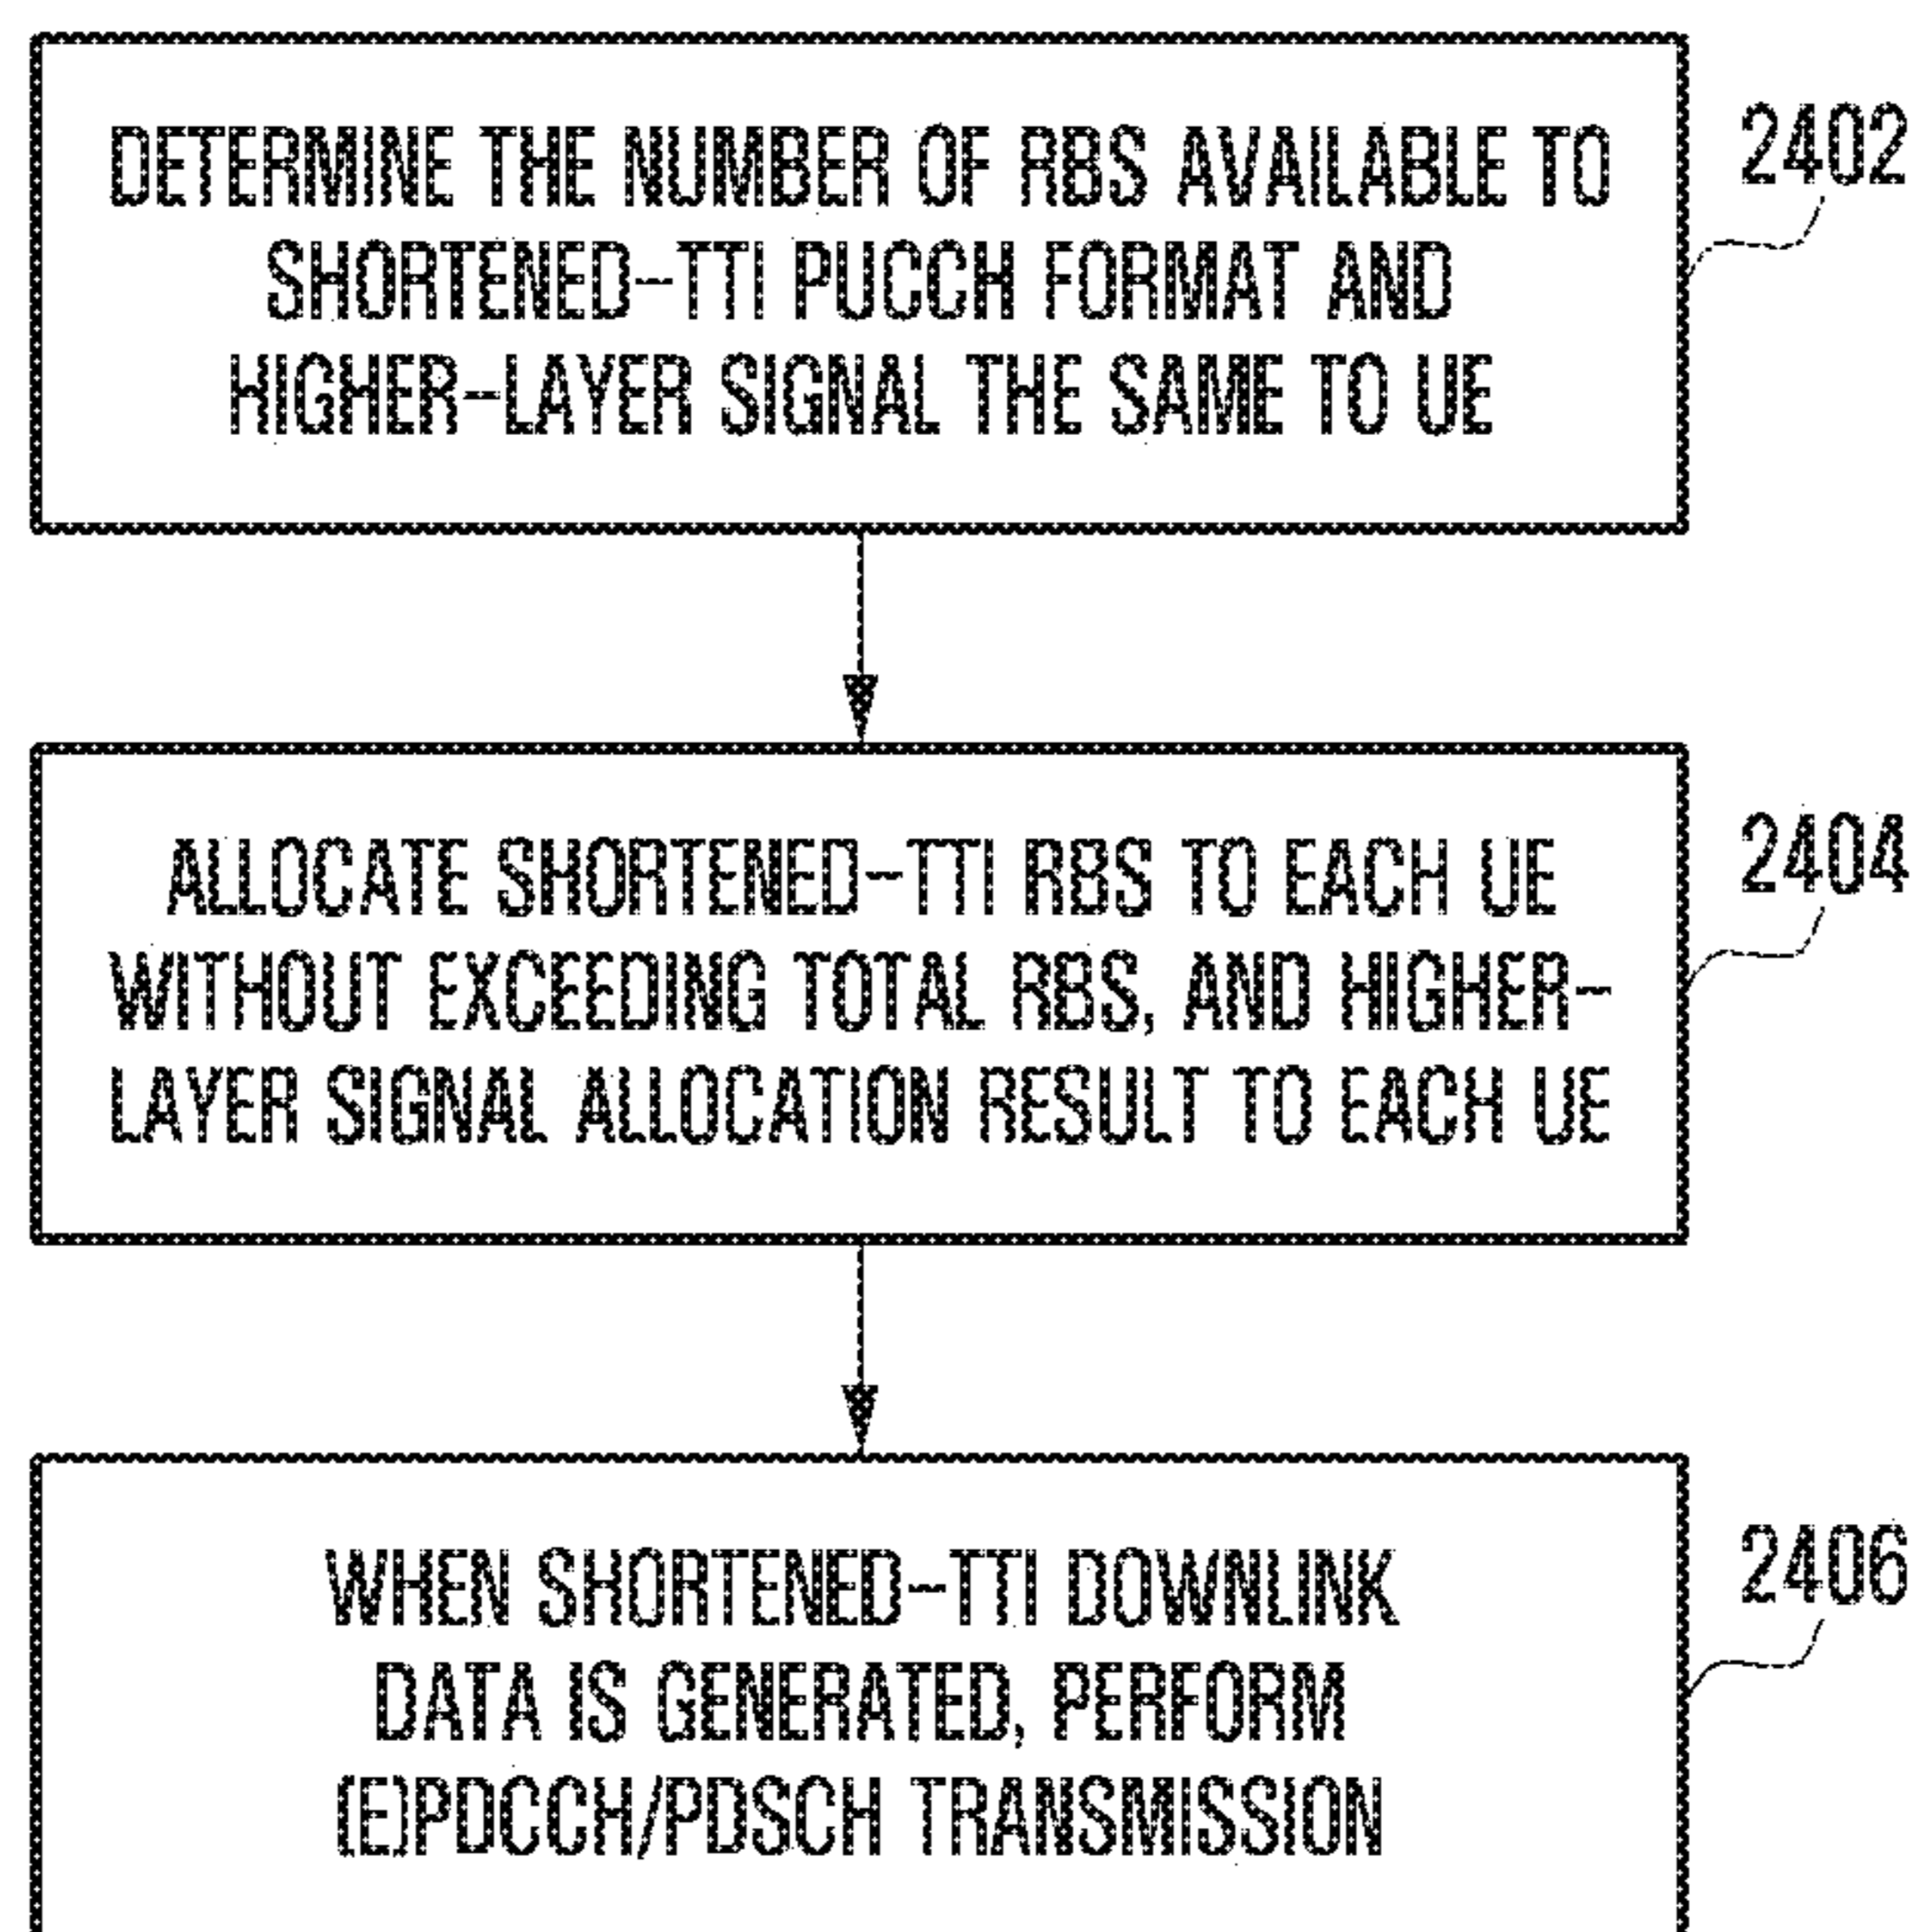 DETERMINE THE NUMBER OF RBS AVAILABLE TO
SHORTENED-TTI PUCCH FORMAT AND
HIGHER-LAYER SIGNAL THE SAME TO UE
2402
ALLOCATE SHORTENED-TTI RBS TO EACH UE
WITHOUT EXCEEDING TOTAL RBS, AND HIGHER-
LAYER SIGNAL ALLOCATION RESULT TO EACH UE
2404
WHEN SHORTENED-TTI DOWNLINK
DATA IS GENERATED, PERFORM
(E)PDCCH/PDSCH TRANSMISSION
2406